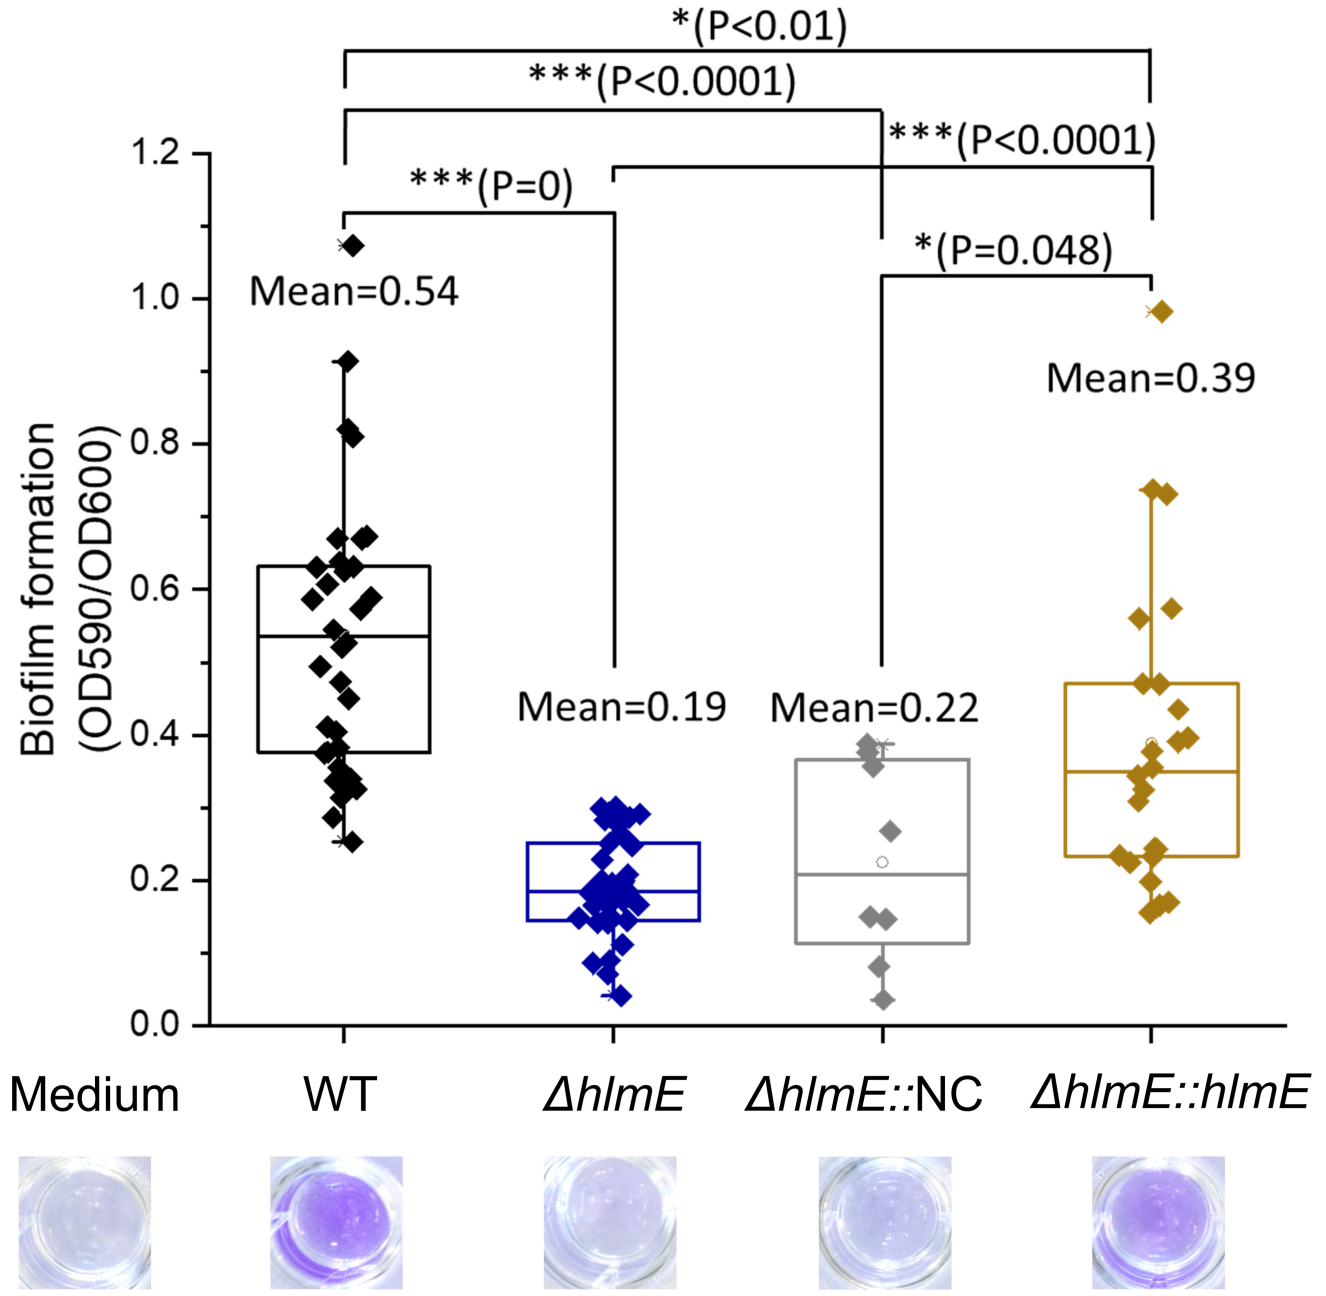 *(P<0.01)
***(P<0.0001)
***(P<0.0001)
***(P=0)
*(P=0.048)
Mean=0.54
Mean=0.39
Mean=0.19
Mean=0.22
Biofilm formation
(OD590/OD600)
1.2
1.0
0.8
0.6
0.4
0.2
0.0
Medium WT ΔhlmE ΔhlmE::NC ΔhlmE::hlmE